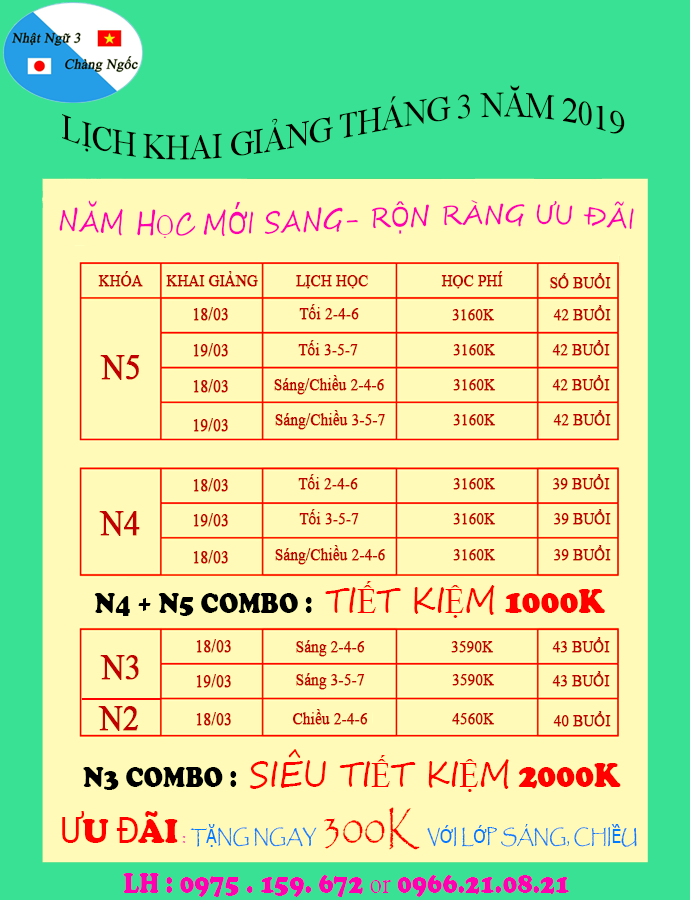 Nhật Ngữ 3
Chàng Ngốc
LỊCH KHAI GIẢNG THÁNG 3 NĂM 2019
NĂM HỌC MỚI SANG- RỘN RÀNG ƯU ĐÃI
KHÓA KHAI GIẢNG LỊCH HỌC HỌC PHÍ SỐ BUỔI
N5
18/03 Tối 2-4-6 3160K 42 BUỔI
19/03 Tối 3-5-7 3160K 42 BUỔI
18/03 Sáng/Chiều 2-4-6 3160K 42 BUỔI
19/03 Sáng/Chiều 3-5-7 3160K 42 BUỔI
N4
18/03 Tối 2-4-6 3160K 39 BUỔI
19/03 Tối 3-5-7 3160K 39 BUỔI
18/03 Sáng/Chiều 2-4-6 3160K 39 BUỔI
N4 + N5 COMBO : TIẾT KIỆM 1000K
N3
18/03 Sáng 2-4-6 3590K 43 BUỔI
19/03 Sáng 3-5-7 3590K 43 BUỔI
N2 18/03 Chiều 2-4-6 4560K 40 BUỔI
N3 COMBO : SIÊU TIẾT KIỆM 2000K
ƯU ĐÃI : TẶNG NGAY 300K VỚI LỚP SÁNG, CHIỀU
LH : 0975 . 159. 672 or 0966.21.08.21